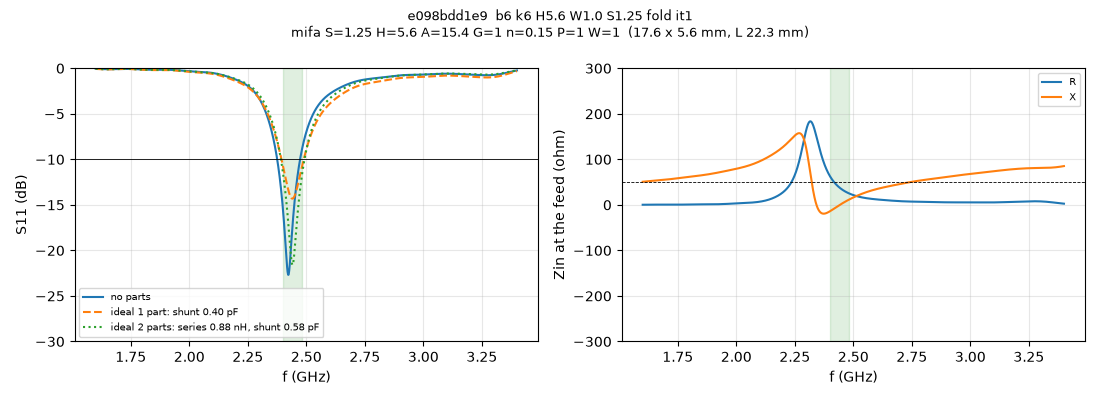 e098bdd1e9  b6 k6 H5.6 W1.0 S1.25 fold it1
mifa S=1.25 H=5.6 A=15.4 G=1 n=0.15 P=1 W=1  (17.6 x 5.6 mm, L 22.3 mm)
S11 (dB)
0
−5
−10
−15
−20
−25
−30
no parts
ideal 1 part: shunt 0.40 pF
ideal 2 parts: series 0.88 nH, shunt 0.58 pF
1.75 2.00 2.25 2.50 2.75 3.00 3.25
f (GHz)
Zin at the feed (ohm)
300
200
100
0
−100
−200
−300
R
X
1.75 2.00 2.25 2.50 2.75 3.00 3.25
f (GHz)